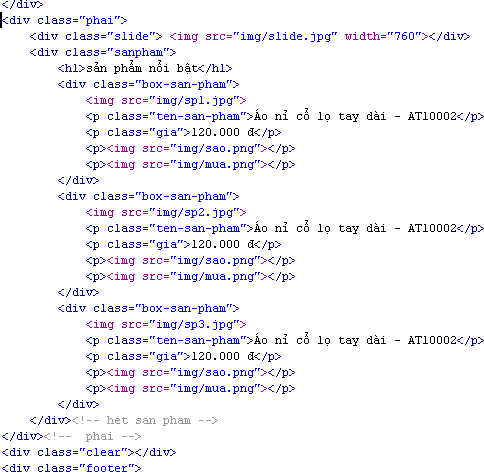 </div>
<div class="phai">
<div class="slide"> <img src="img/slide.jpg" width="760"></div>
<div class="sanpham">
<h1>sản phẩm nổi bật</h1>
<div class="box-san-pham">
<img src="img/sp1.jpg">
<p class="ten-san-pham">Áo nỉ cổ lọ tay dài - AT10002</p>
<p class="gia">120.000 đ</p>
<p><img src="img/sao.png"></p>
<p><img src="img/mua.png"></p>
</div>
<div class="box-san-pham">
<img src="img/sp2.jpg">
<p class="ten-san-pham">Áo nỉ cổ lọ tay dài - AT10002</p>
<p class="gia">120.000 đ</p>
<p><img src="img/sao.png"></p>
<p><img src="img/mua.png"></p>
</div>
<div class="box-san-pham">
<img src="img/sp3.jpg">
<p class="ten-san-pham">Áo nỉ cổ lọ tay dài - AT10002</p>
<p class="gia">120.000 đ</p>
<p><img src="img/sao.png"></p>
<p><img src="img/mua.png"></p>
</div>
</div><!-- het san pham -->
</div><!--  phai -->
<div class="clear"></div>
<div class="footer">